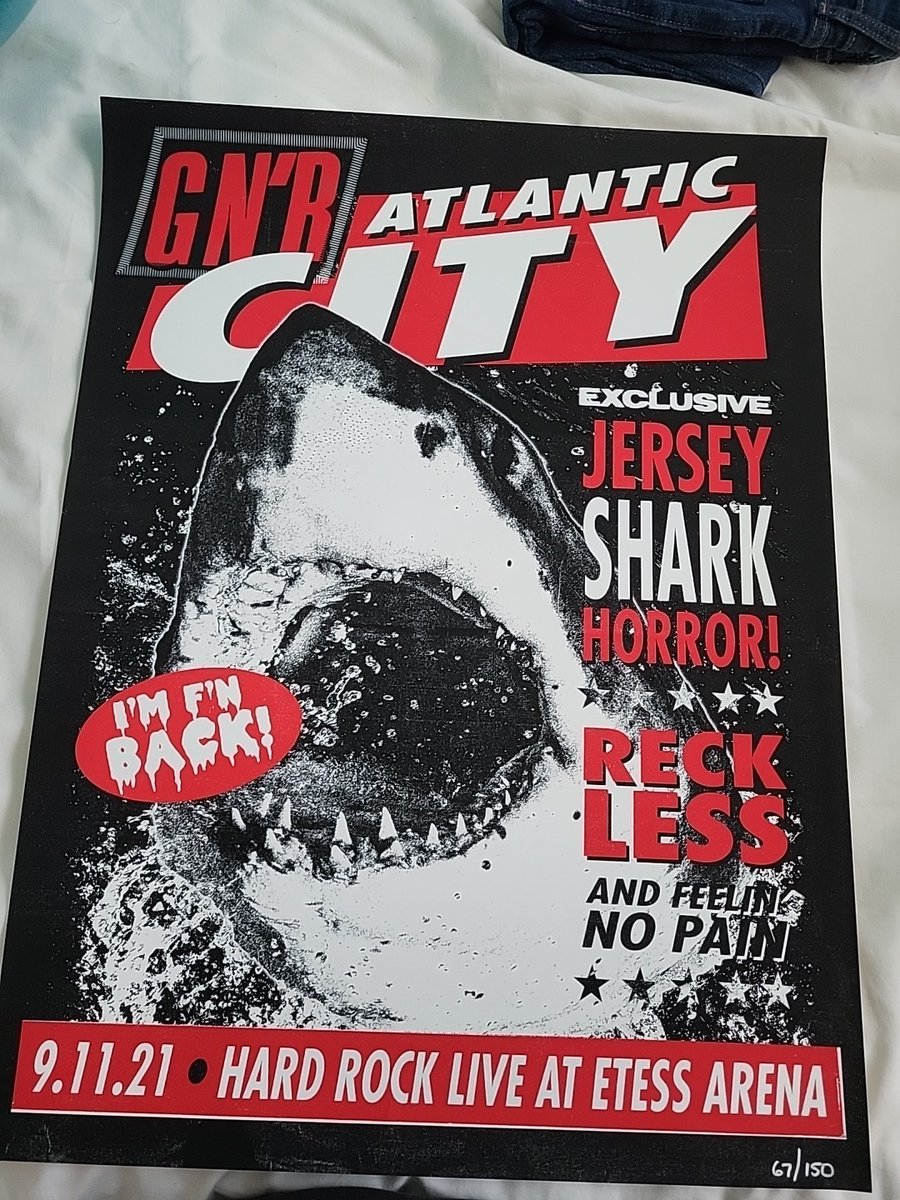 GN'R
ATLANTIC
CITY
EXCLUSIVE
JERSEY
SHARK
HORROR!
I'M F'N
BACK!
RECK
LESS
AND FEELIN'
NO PAIN
9.11.21 • HARD ROCK LIVE AT ETESS ARENA
67/150